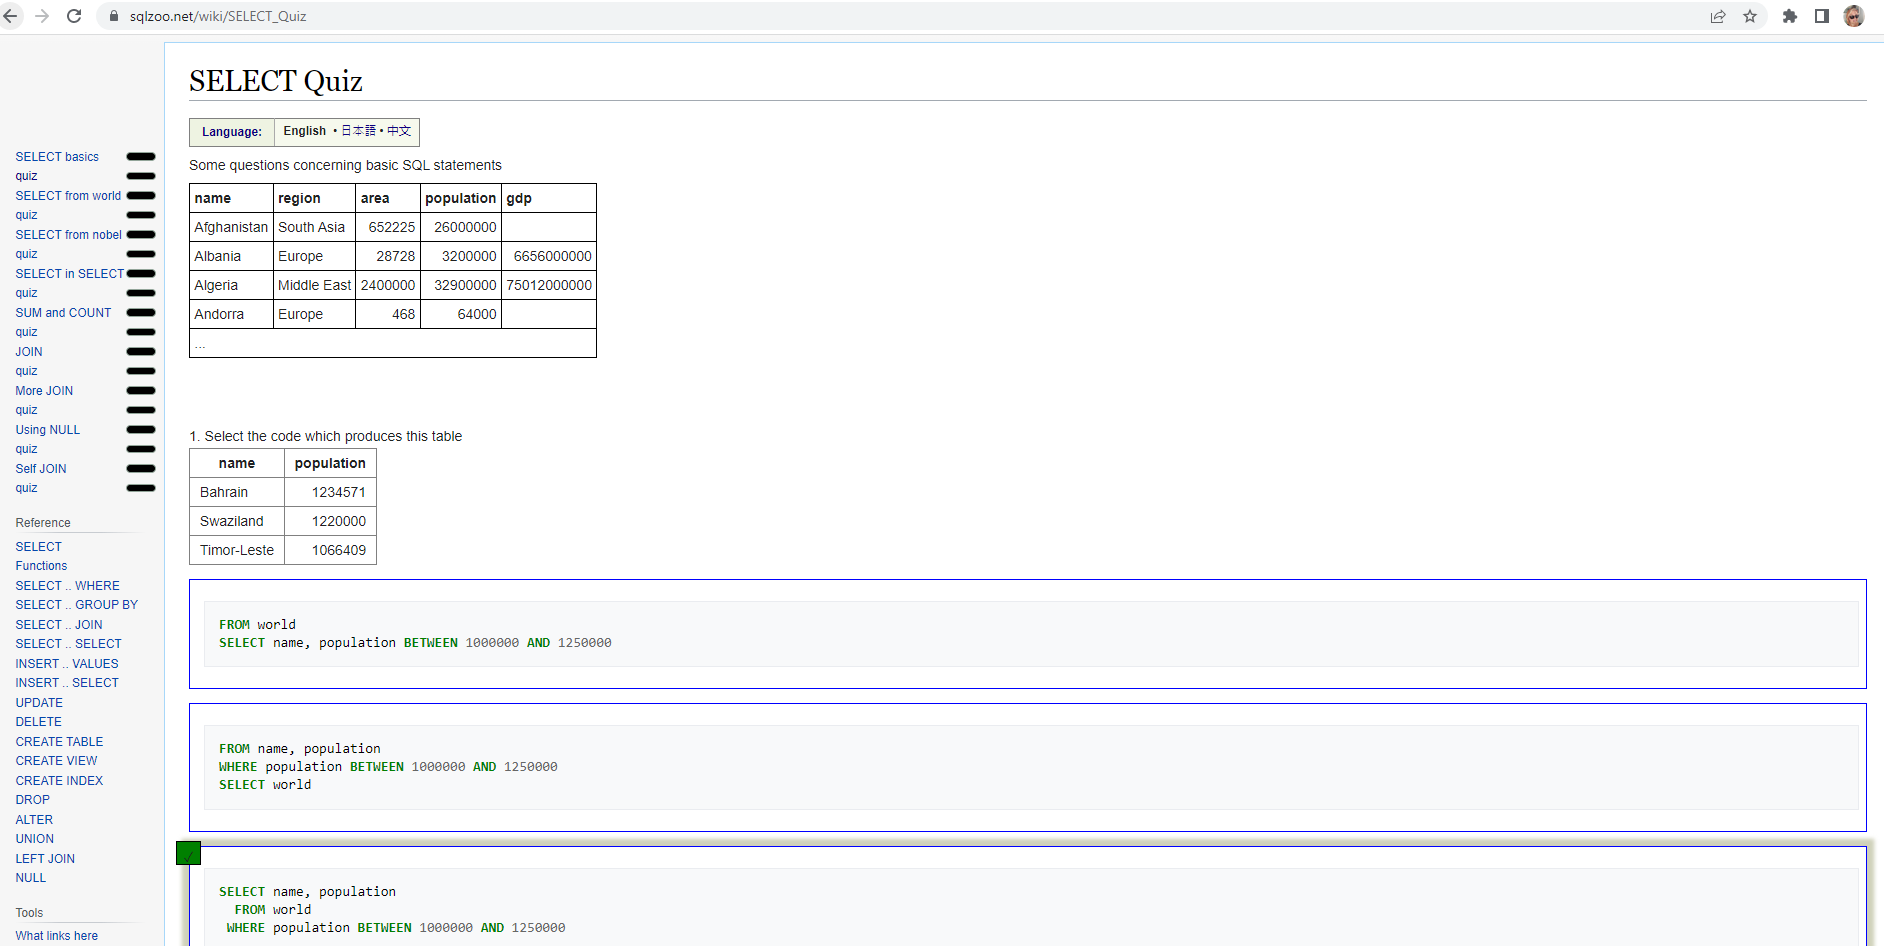 sqlzoo.net/wiki/SELECT_Quiz
SELECT basics
quiz
SELECT from world
quiz
SELECT from nobel
quiz
SELECT in SELECT
quiz
SUM and COUNT
quiz
JOIN
quiz
More JOIN
quiz
Using NULL
quiz
Self JOIN
quiz
Reference
SELECT
Functions
SELECT .. WHERE
SELECT .. GROUP BY
SELECT .. JOIN
SELECT .. SELECT
INSERT .. VALUES
INSERT .. SELECT
UPDATE
DELETE
CREATE TABLE
CREATE VIEW
CREATE INDEX
DROP
ALTER
UNION
LEFT JOIN
NULL
Tools
What links here
SELECT Quiz
Language: English • 日本語 • 中文
Some questions concerning basic SQL statements
name region area population gdp
Afghanistan South Asia 652225 26000000
Albania Europe 28728 3200000 6656000000
Algeria Middle East 2400000 32900000 75012000000
Andorra Europe 468 64000
...
1. Select the code which produces this table
name population
Bahrain 1234571
Swaziland 1220000
Timor-Leste 1066409
FROM world
SELECT name, population BETWEEN 1000000 AND 1250000
FROM name, population
WHERE population BETWEEN 1000000 AND 1250000
SELECT world
SELECT name, population
FROM world
WHERE population BETWEEN 1000000 AND 1250000